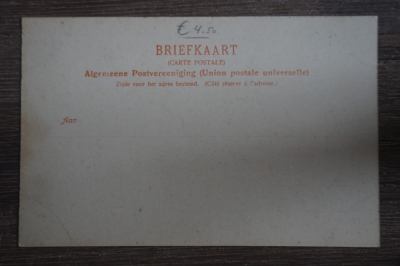 € 4.50
BRIEFKAART
(CARTE POSTALE)
Algemeene Postvereeniging (Union postale universelle)
Zijde voor het adres bestemd. (Côté réservé à l'adresse.)
Aan